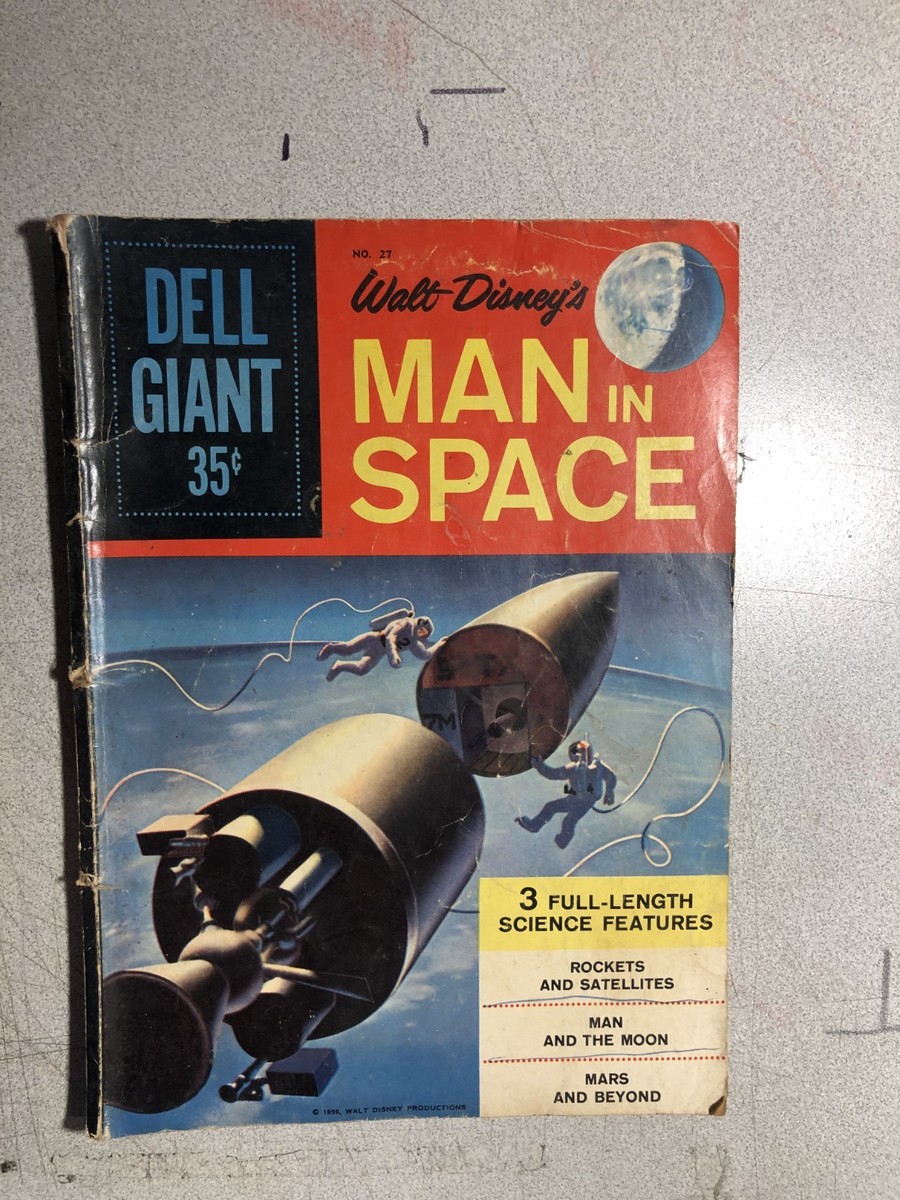 DELL
GIANT
35¢
NO. 27
Walt Disney's
MAN IN
SPACE
7M
3 FULL-LENGTH
SCIENCE FEATURES
ROCKETS
AND SATELLITES
MAN
AND THE MOON
MARS
AND BEYOND
© 1959, WALT DISNEY PRODUCTIONS